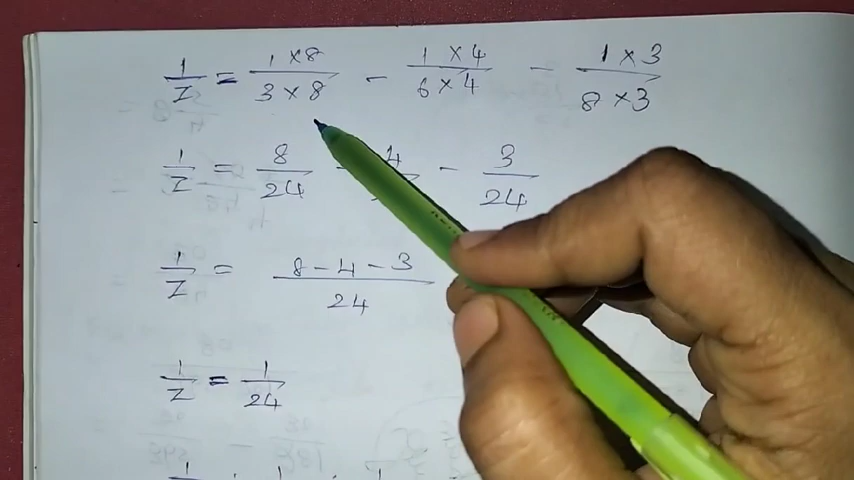 1/z = 1×8/3×8 - 1×4/6×4 - 1×3/8×3
1/z = 8/24 - 4/ - 3/24
1/z = 8-4-3/24
1/z = 1/24